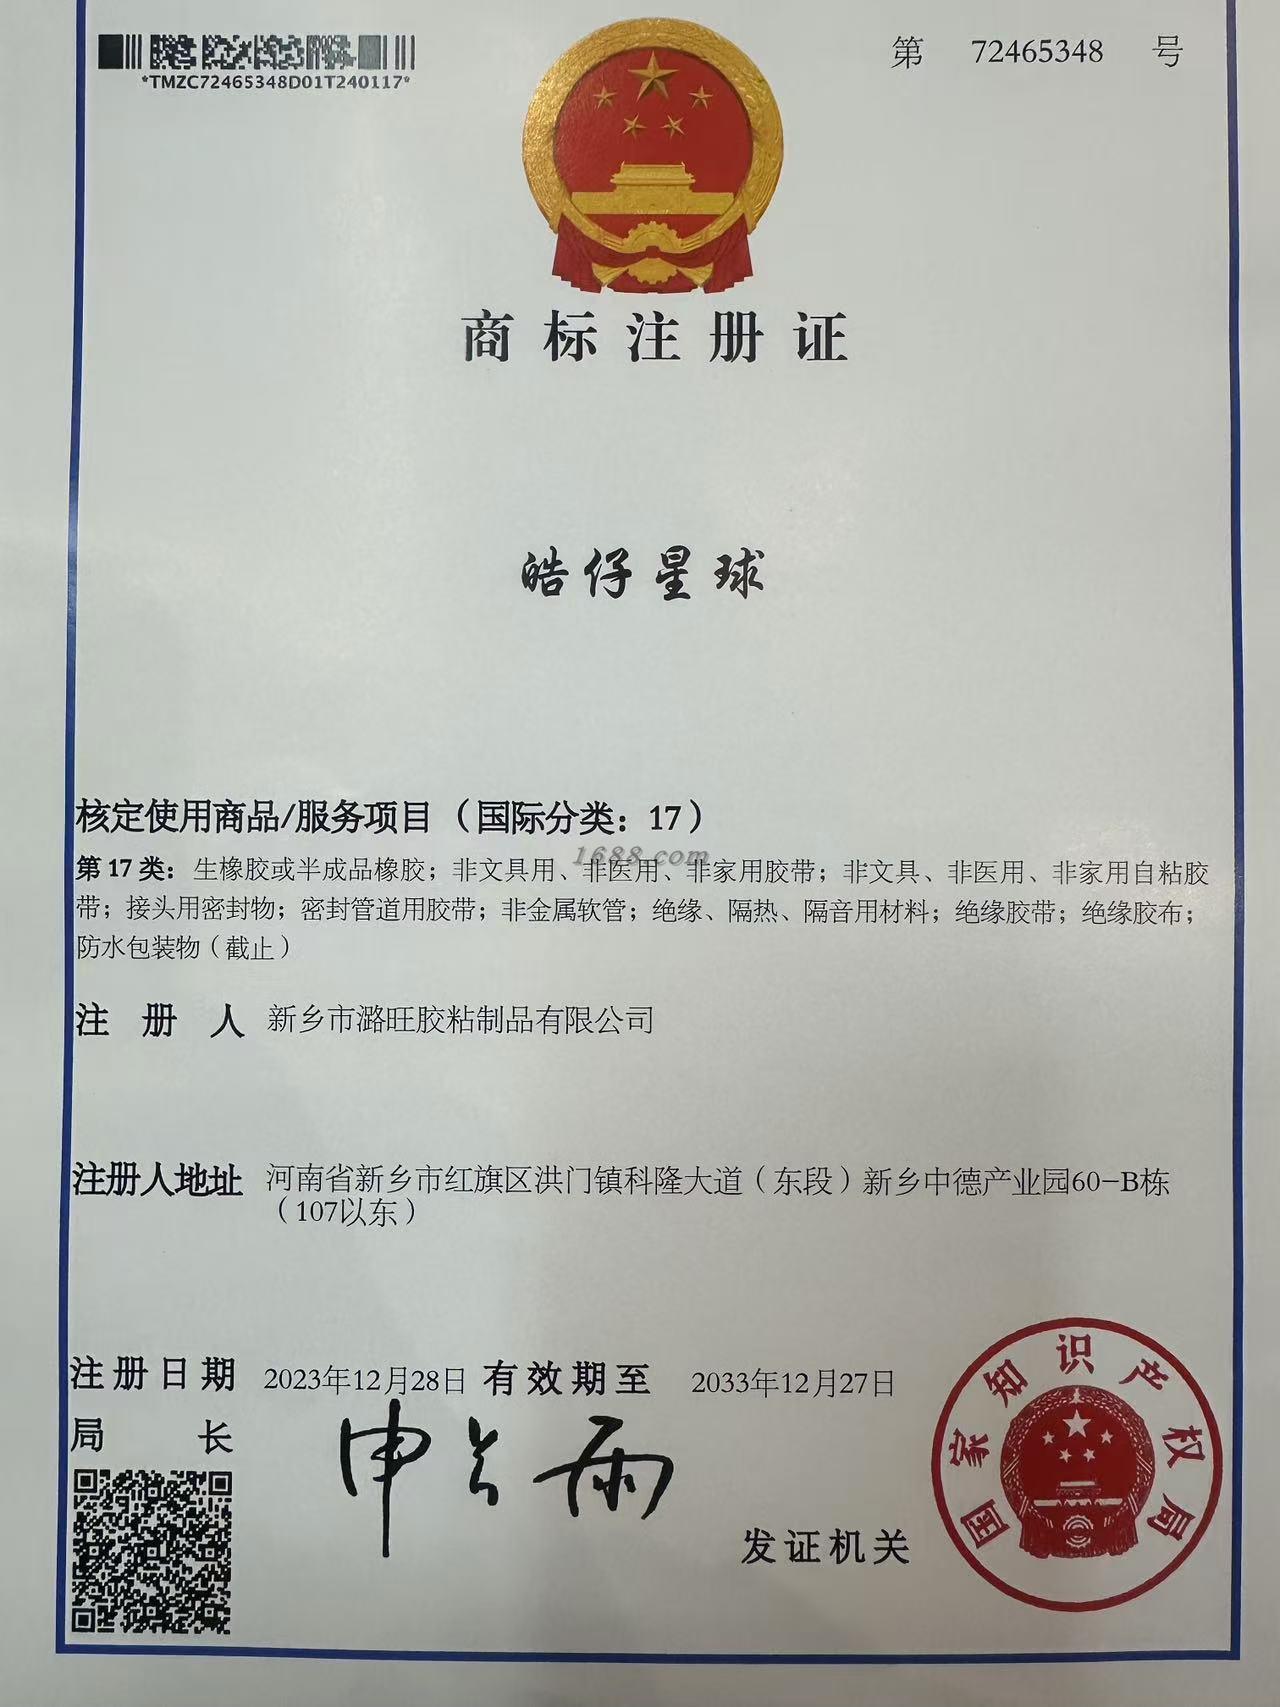 *TMZC72465348D01T240117*
第 72465348 号
商标注册证
皓仔星球
核定使用商品/服务项目（国际分类：17）
1688.com
第17类：生橡胶或半成品橡胶；非文具用、非医用、非家用胶带；非文具、非医用、非家用自粘胶
带；接头用密封物；密封管道用胶带；非金属软管；绝缘、隔热、隔音用材料；绝缘胶带；绝缘胶布；
防水包装物（截止）
注册人 新乡市潞旺胶粘制品有限公司
注册人地址 河南省新乡市红旗区洪门镇科隆大道（东段）新乡中德产业园60-B栋
（107以东）
注册日期 2023年12月28日 有效期至 2033年12月27日
局长 申长雨
发证机关
国家知识产权局